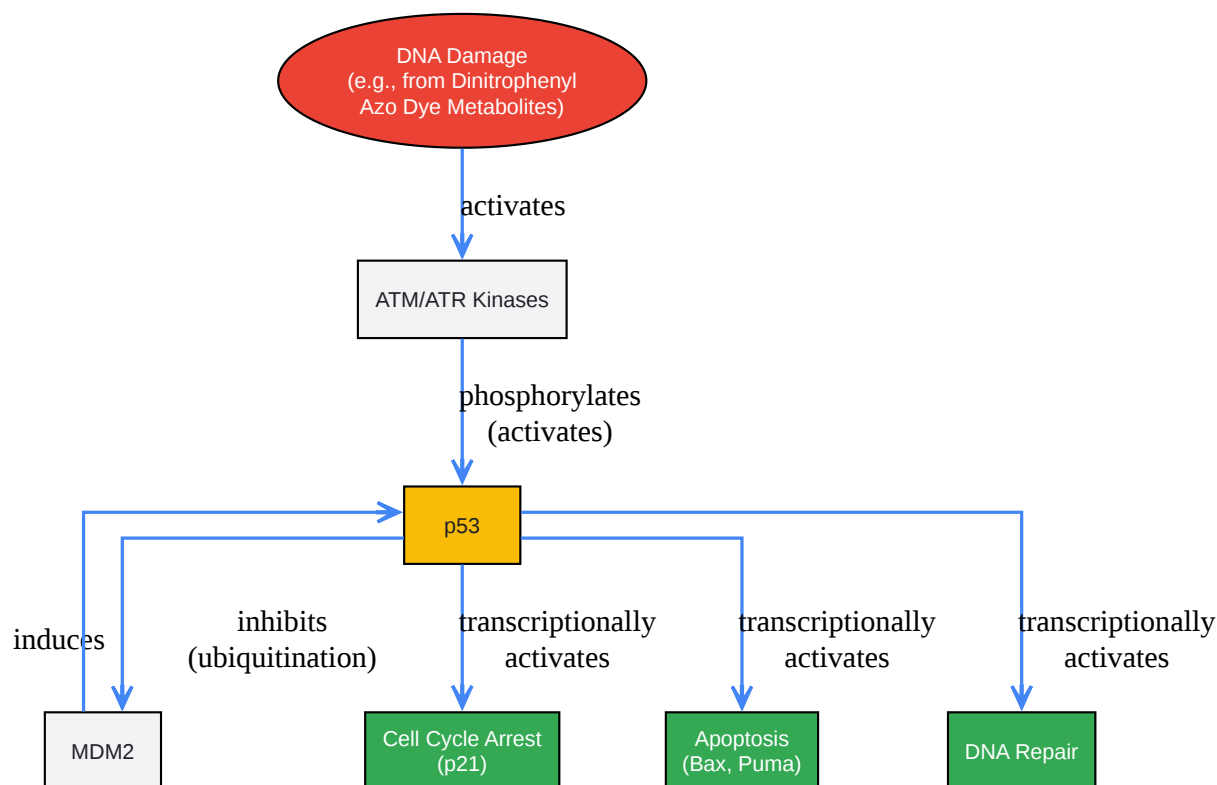 DNA Damage
(e.g., from Dinitrophenyl
Azo Dye Metabolites)
activates
ATM/ATR Kinases
phosphorylates
(activates)
p53
induces
inhibits
(ubiquitination)
transcriptionally
activates
transcriptionally
activates
transcriptionally
activates
MDM2
Cell Cycle Arrest
(p21)
Apoptosis
(Bax, Puma)
DNA Repair